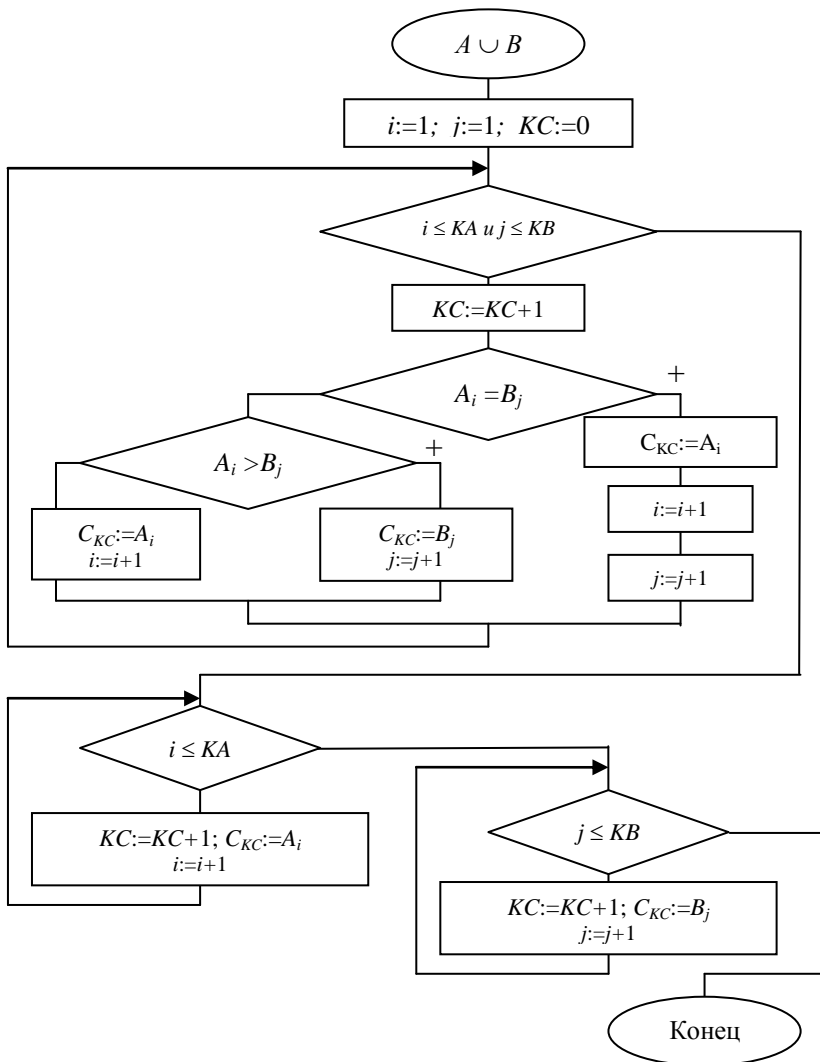 A ∪ B
i:=1; j:=1; KC:=0
i ≤ KA и j ≤ KB
KC:=KC+1
A_i =B_j
+
A_i >B_j
+
C_KC:=A_i
C_KC:=A_i
i:=i+1
C_KC:=B_j
j:=j+1
i:=i+1
j:=j+1
i ≤ KA
KC:=KC+1; C_KC:=A_i
i:=i+1
j ≤ KB
KC:=KC+1; C_KC:=B_j
j:=j+1
Конец